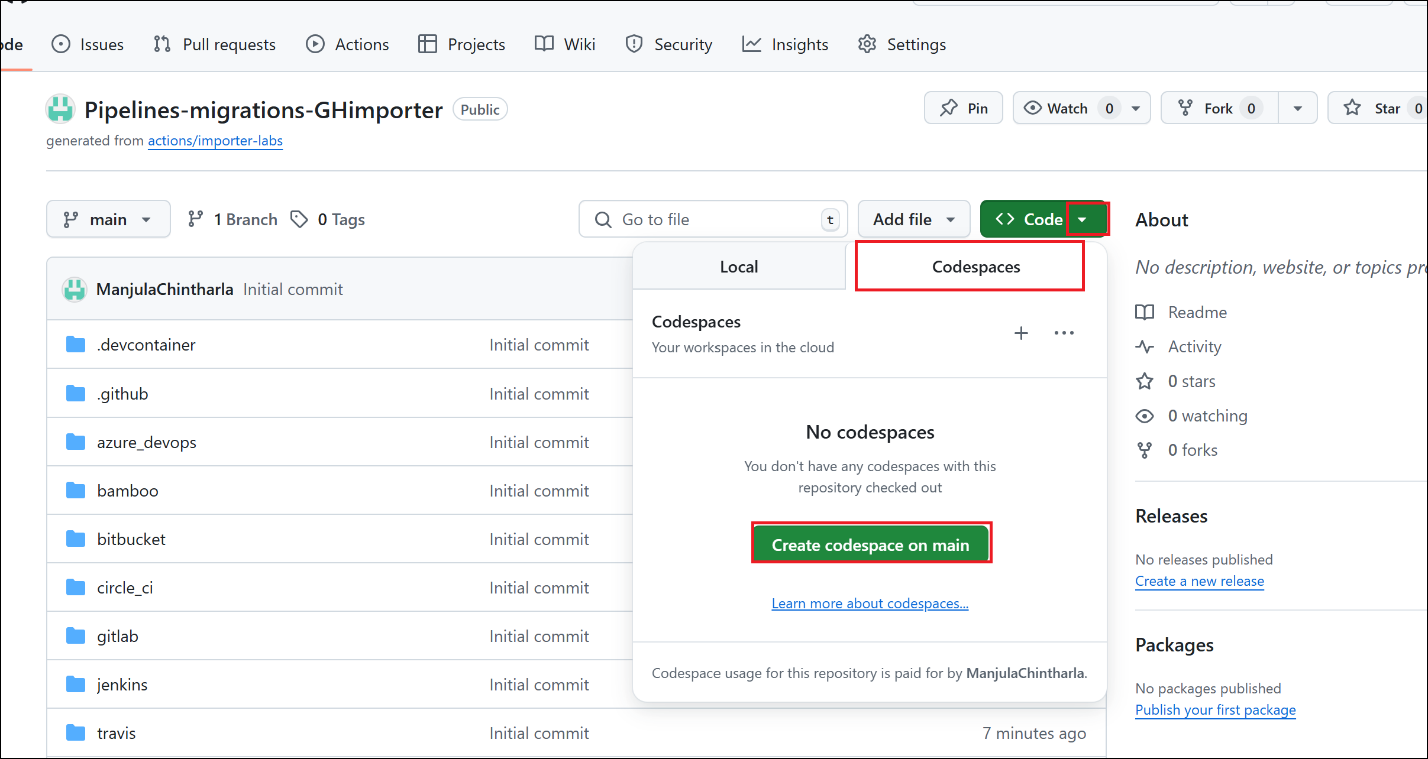 ode Issues Pull requests Actions Projects Wiki Security Insights Settings
Pipelines-migrations-GHimporter Public Pin Watch 0 Fork 0 Star 0
generated from actions/importer-labs
main 1 Branch 0 Tags Go to file t Add file Code
About
Local Codespaces
No description, website, or topics pro
ManjulaChintharla Initial commit
Codespaces
Your workspaces in the cloud
Readme
.devcontainer Initial commit
Activity
0 stars
.github Initial commit
0 watching
No codespaces
azure_devops Initial commit
0 forks
You don't have any codespaces with this
repository checked out
bamboo Initial commit
Releases
bitbucket Initial commit
Create codespace on main
No releases published
Create a new release
circle_ci Initial commit
Learn more about codespaces...
gitlab Initial commit
Packages
Codespace usage for this repository is paid for by ManjulaChintharla.
jenkins Initial commit
No packages published
Publish your first package
travis Initial commit 7 minutes ago